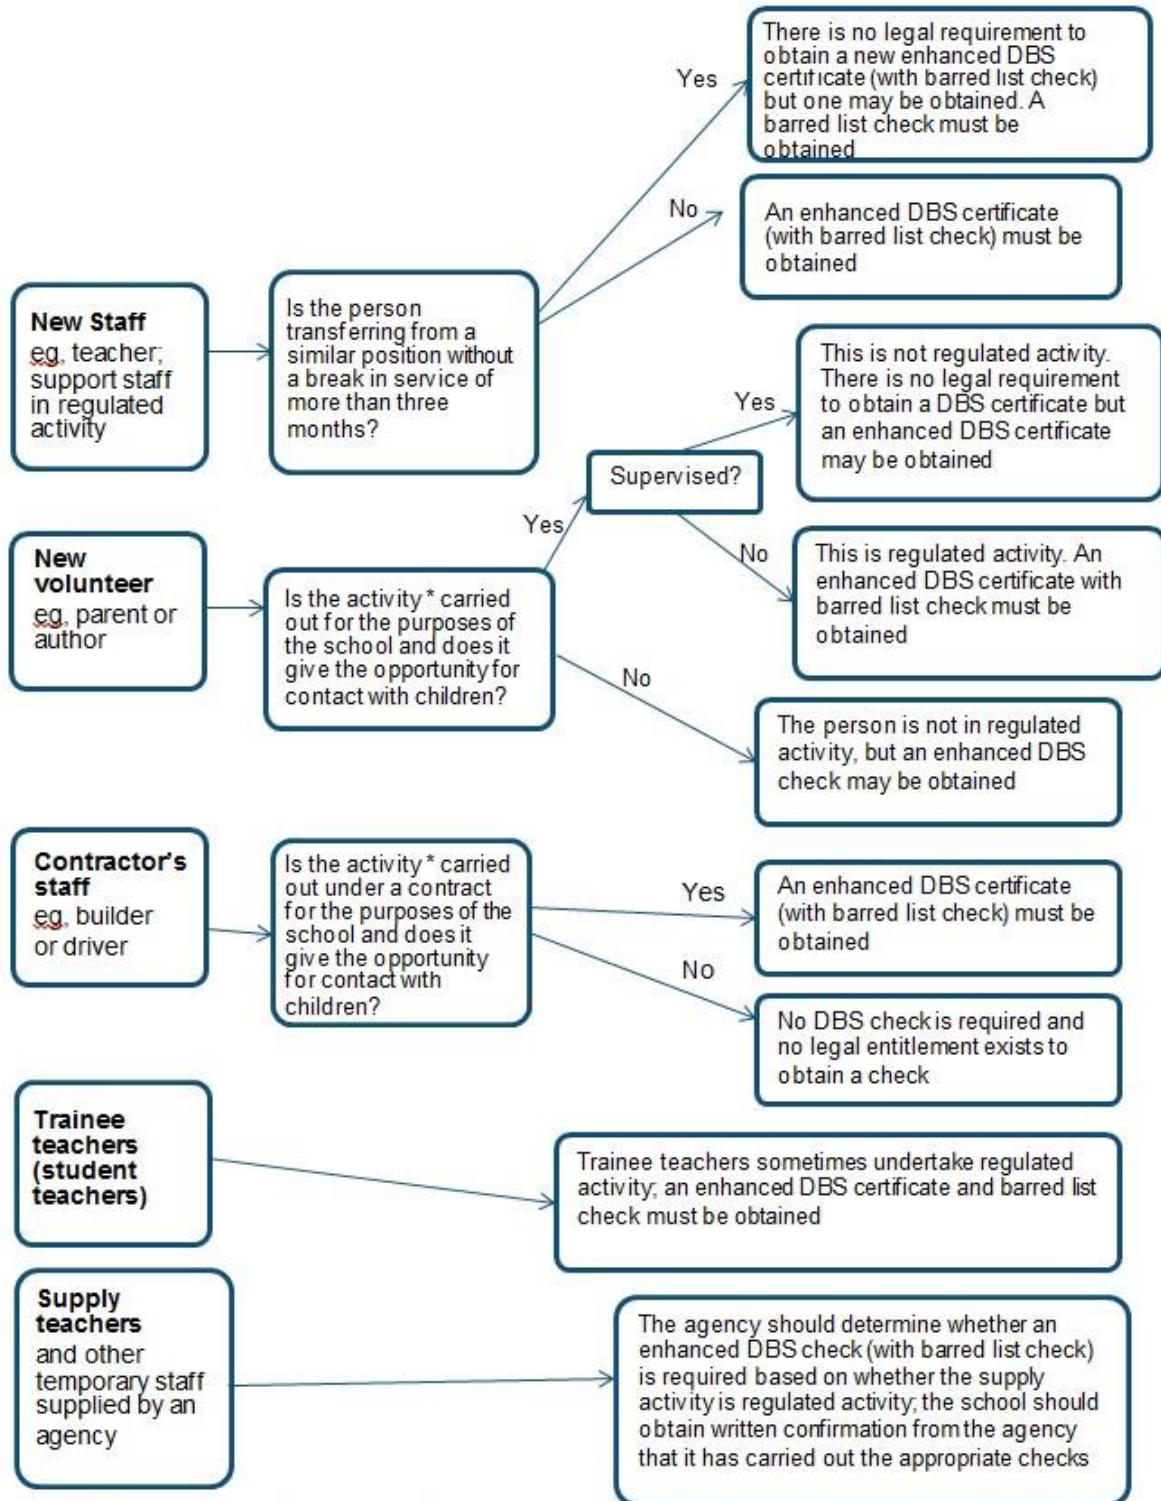 There is no legal requirement to
obtain a new enhanced DBS
certificate (with barred list check)
but one may be obtained. A
barred list check must be
obtained
Yes
No
An enhanced DBS certificate
(with barred list check) must be
obtained
New Staff
eg, teacher;
support staff
in regulated
activity
Is the person
transferring from a
similar position without
a break in service of
more than three
months?
This is not regulated activity.
There is no legal requirement
to obtain a DBS certificate but
an enhanced DBS certificate
may be obtained
Yes
Supervised?
Yes
No
This is regulated activity. An
enhanced DBS certificate with
barred list check must be
obtained
New
volunteer
eg, parent or
author
Is the activity * carried
out for the purposes of
the school and does it
give the opportunity for
contact with children?
No
The person is not in regulated
activity, but an enhanced DBS
check may be obtained
Contractor's
staff
eg, builder
or driver
Is the activity * carried
out under a contract
for the purposes of the
school and does it
give the opportunity
for contact with
children?
Yes
An enhanced DBS certificate
(with barred list check) must be
obtained
No
No DBS check is required and
no legal entitlement exists to
obtain a check
Trainee
teachers
(student
teachers)
Trainee teachers sometimes undertake regulated
activity; an enhanced DBS certificate and barred list
check must be obtained
Supply
teachers
and other
temporary staff
supplied by an
agency
The agency should determine whether an
enhanced DBS check (with barred list check)
is required based on whether the supply
activity is regulated activity; the school should
obtain written confirmation from the agency
that it has carried out the appropriate checks